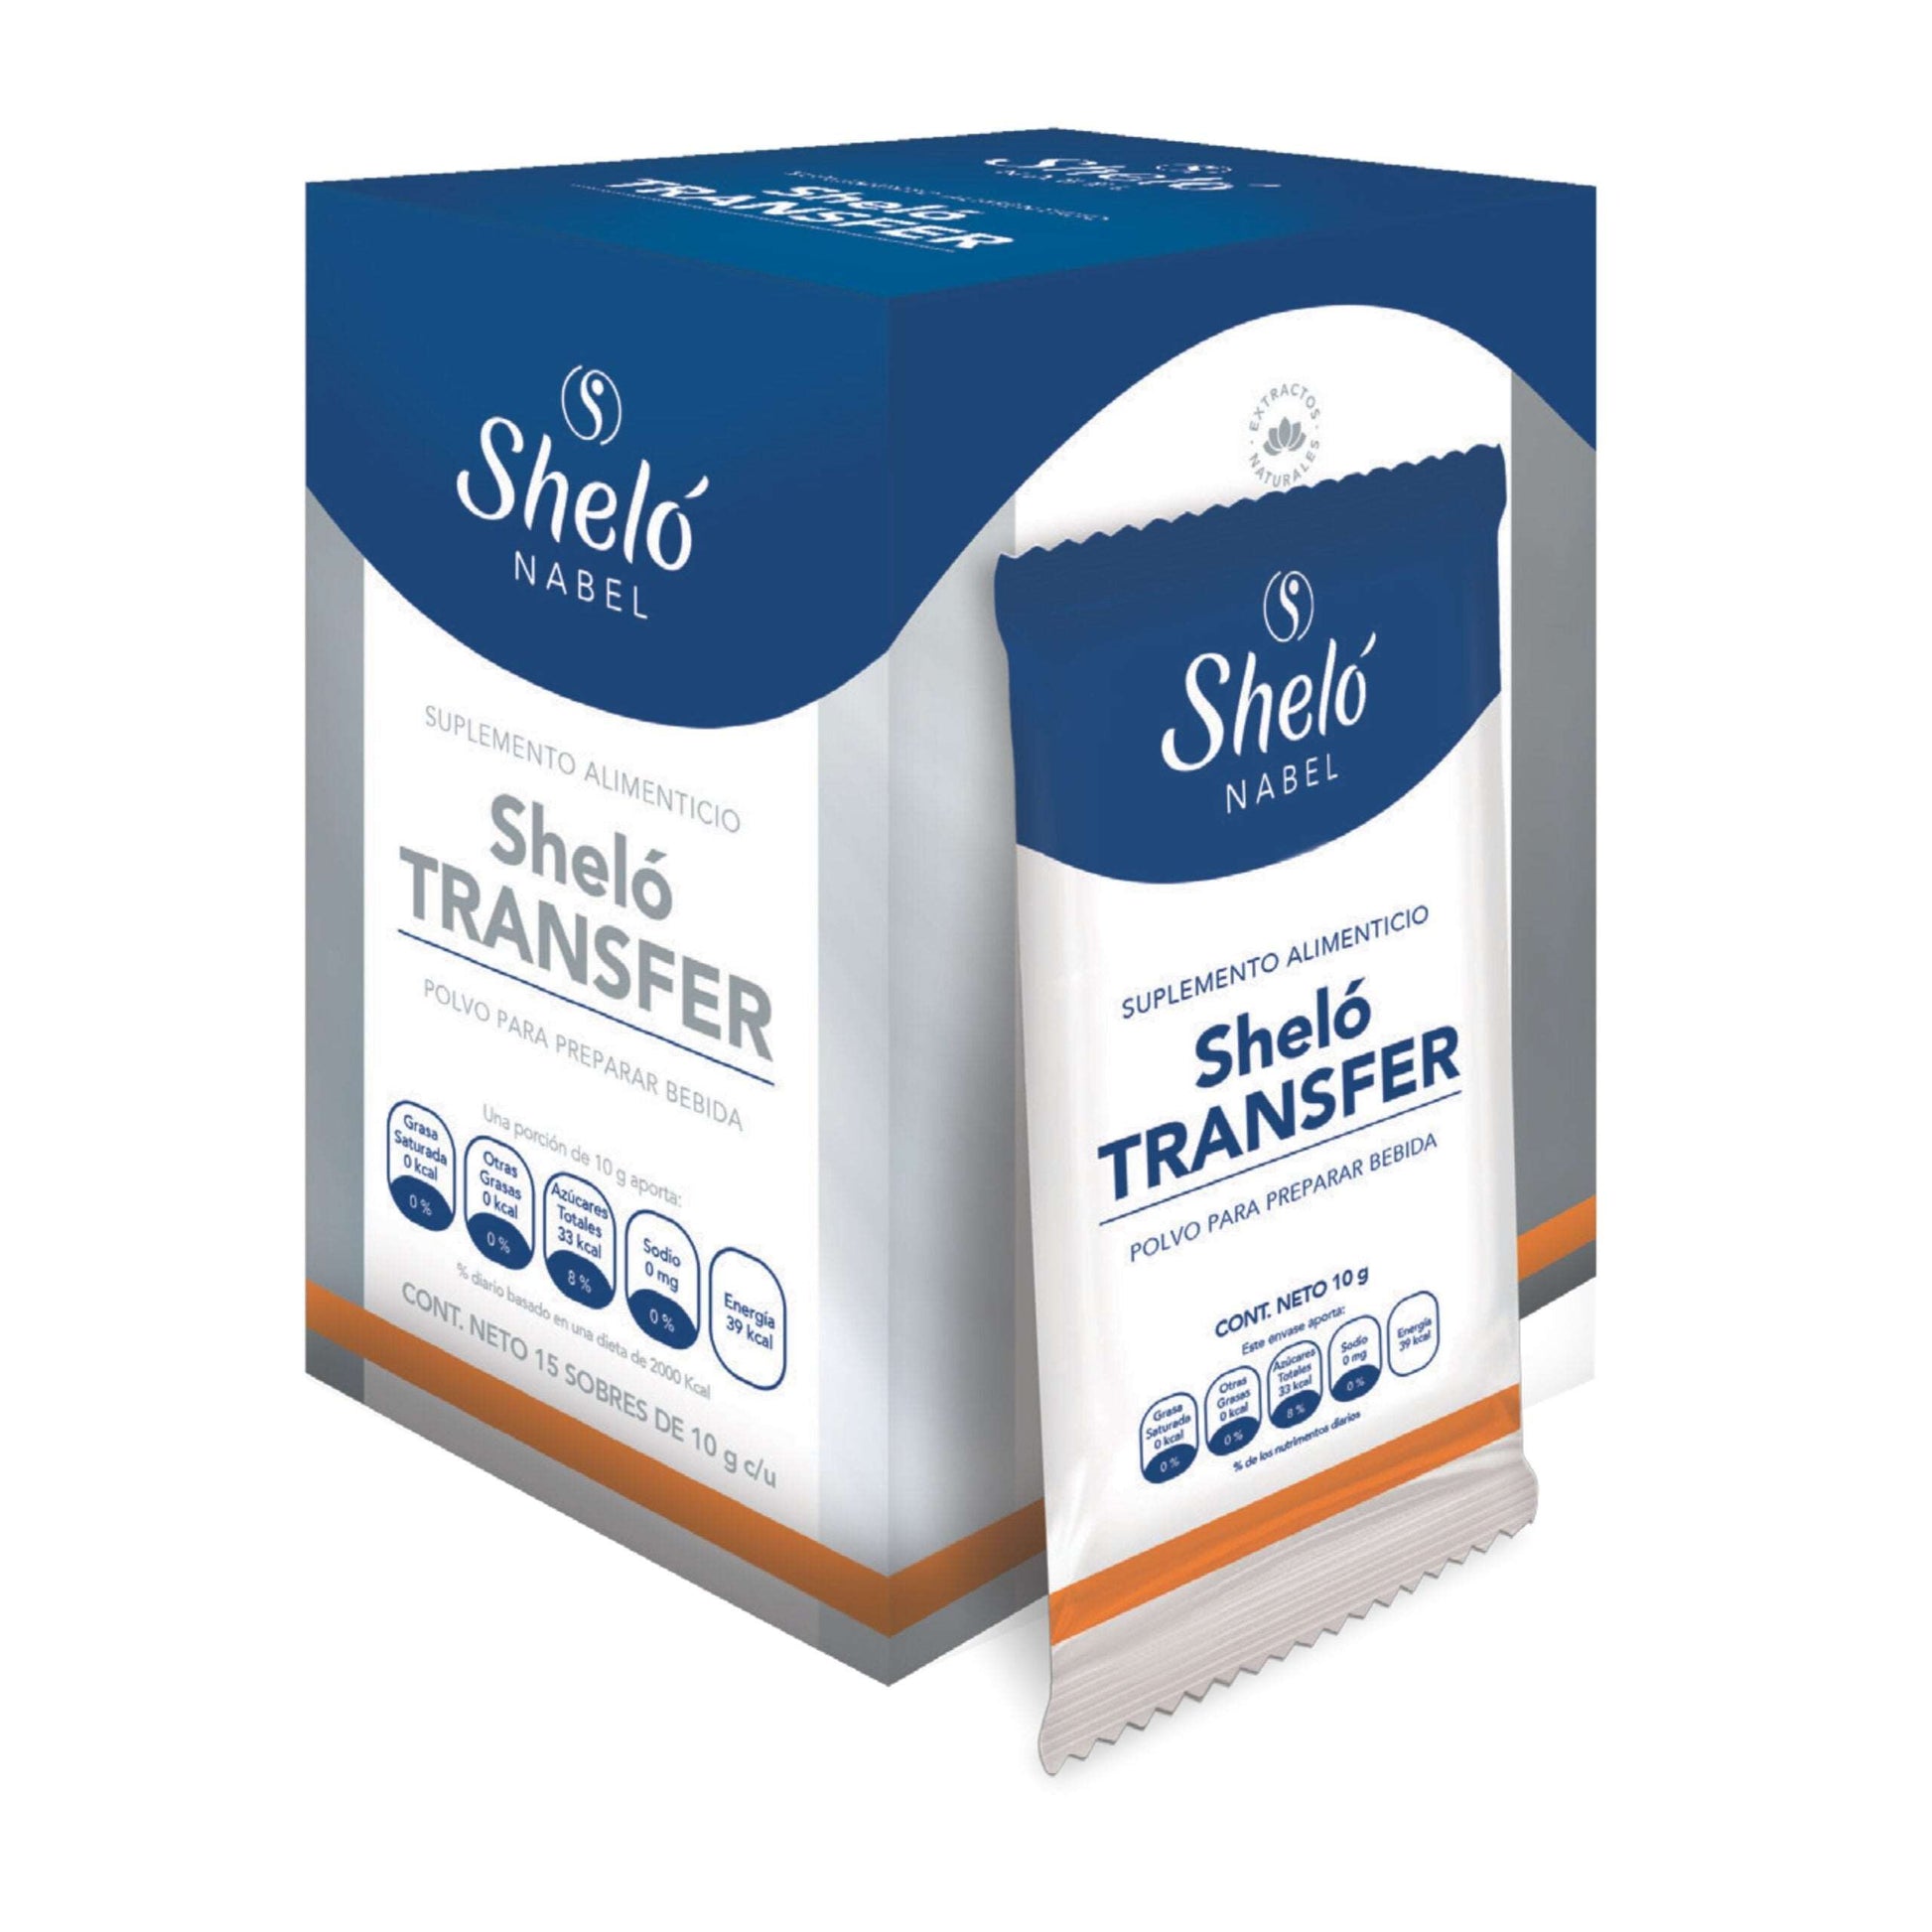 Sheló
NABEL
SUPLEMENTO ALIMENTICIO
Sheló
TRANSFER
Sheló
NABEL
SUPLEMENTO ALIMENTICIO
Sheló
TRANSFER
POLVO PARA PREPARAR BEBIDA
Una porción de 10 g aporta:
Grasa
Saturada
0 kcal
0 %
Otras
Grasas
0 kcal
0 %
Azúcares
Totales
33 kcal
8 %
Sodio
0 mg
0 %
Energía
39 kcal
% diario basado en una dieta de 2000 Kcal
CONT. NETO 15 SOBRES DE 10 g c/u
· EXTRACTOS ·
NATURALES
Sheló
NABEL
SUPLEMENTO ALIMENTICIO
Sheló
TRANSFER
POLVO PARA PREPARAR BEBIDA
CONT. NETO 10 g
Este envase aporta:
Grasa
Saturada
0 kcal
0 %
Otras
Grasas
0 kcal
0 %
Azúcares
Totales
33 kcal
8 %
Sodio
0 mg
0 %
Energía
39 kcal
% de los nutrimentos diarios